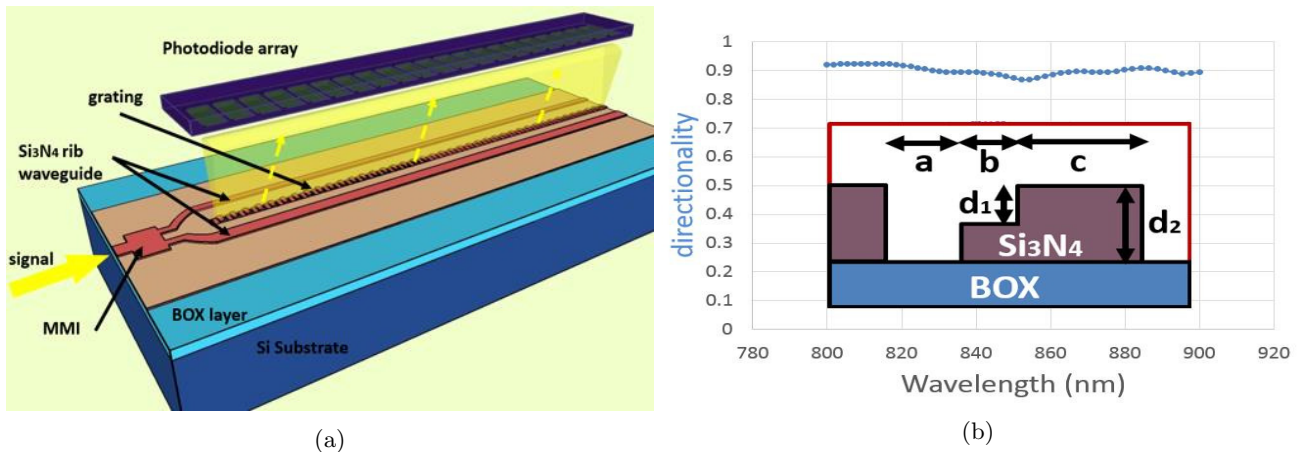 Photodiode array
grating
Si3N4 rib
waveguide
signal
MMI
BOX layer
Si Substrate
(a)
directionality
1
0.9
0.8
0.7
0.6
0.5
0.4
0.3
0.2
0.1
0
a
b
c
d1
d2
Si3N4
BOX
780
800
820
840
860
880
900
920
Wavelength (nm)
(b)